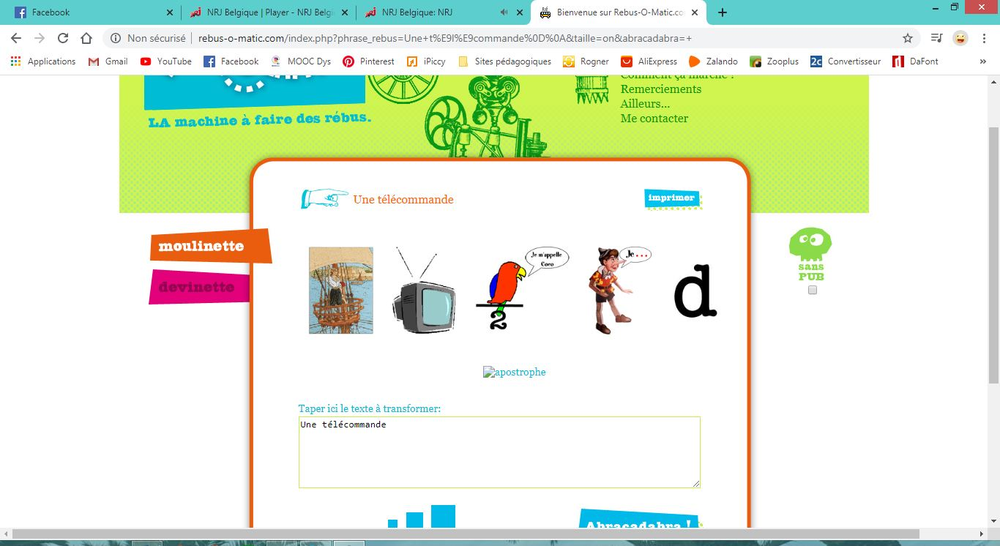 Facebook
NRJ Belgique | Player - NRJ Belgi
NRJ Belgique: NRJ
Bienvenue sur Rebus-O-Matic.co
Non sécurisé | rebus-o-matic.com/index.php?phrase_rebus=Une+t%E9l%E9commande%0D%0A&taille=on&abracadabra=+
Applications
Gmail
YouTube
Facebook
MOOC Dys
Pinterest
iPiccy
Sites pédagogiques
Rogner
AliExpress
Zalando
Zooplus
2c Convertisseur
DaFont
»
Comment ça marche ?
Remerciements
Ailleurs...
Me contacter
LA machine à faire des rébus.
Une télécommande
imprimer
moulinette
devinette
Je m'appelle
Coco
2
Je ...
d
sans
PUB
apostrophe
Taper ici le texte à transformer:
Une télécommande
Abracadabra !